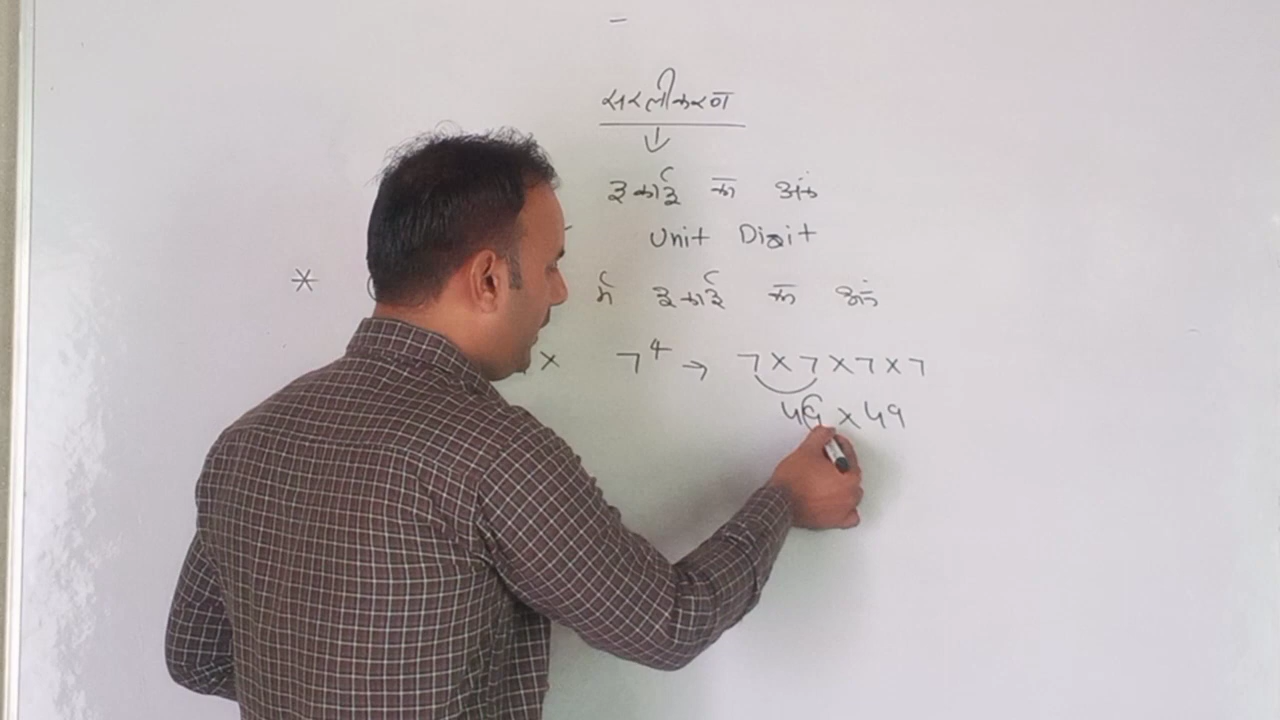 सरलीकरण
इकाई का अंक
Unit Digit
* में इकाई का अंक
× 7⁴ → 7×7×7×7
49 × 49